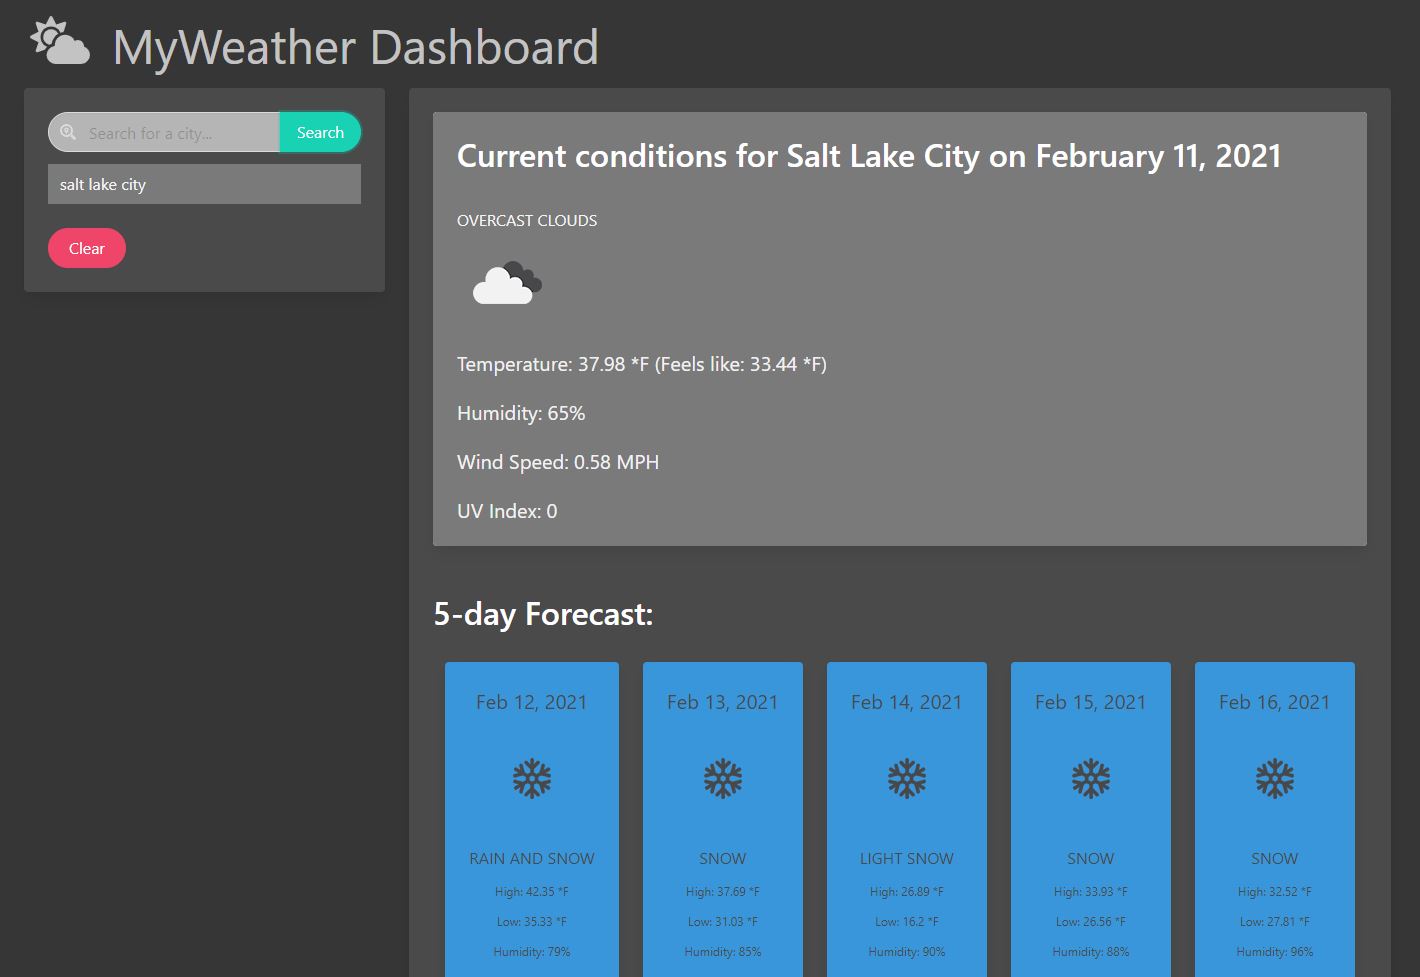 MyWeather Dashboard
Search for a city...
Search
salt lake city
Clear
Current conditions for Salt Lake City on February 11, 2021
OVERCAST CLOUDS
Temperature: 37.98 *F (Feels like: 33.44 *F)
Humidity: 65%
Wind Speed: 0.58 MPH
UV Index: 0
5-day Forecast:
Feb 12, 2021
RAIN AND SNOW
High: 42.35 *F
Low: 35.33 *F
Humidity: 79%
Feb 13, 2021
SNOW
High: 37.69 *F
Low: 31.03 *F
Humidity: 85%
Feb 14, 2021
LIGHT SNOW
High: 26.89 *F
Low: 16.2 *F
Humidity: 90%
Feb 15, 2021
SNOW
High: 33.93 *F
Low: 26.56 *F
Humidity: 88%
Feb 16, 2021
SNOW
High: 32.52 *F
Low: 27.81 *F
Humidity: 96%